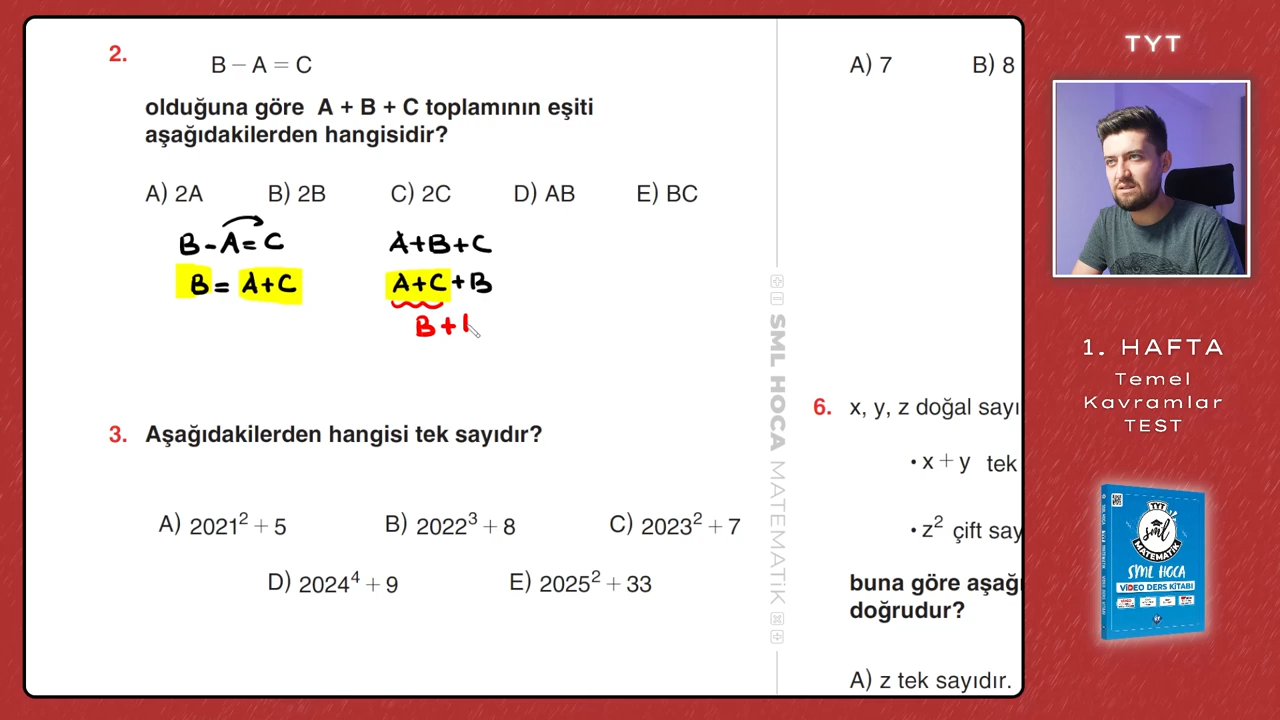 2.
B − A = C
olduğuna göre A + B + C toplamının eşiti
aşağıdakilerden hangisidir?
A) 2A B) 2B C) 2C D) AB E) BC
B - A = C
B = A+C
A+B+C
A+C + B
B +
3. Aşağıdakilerden hangisi tek sayıdır?
A) 2021² + 5 B) 2022³ + 8 C) 2023² + 7
D) 2024⁴ + 9 E) 2025² + 33
SML HOCA MATEMATİK
A) 7 B) 8
6. x, y, z doğal sayı
• x + y tek
• z² çift say
buna göre aşağı
doğrudur?
A) z tek sayıdır.
TYT
1. HAFTA
Temel
Kavramlar
TEST
TYT
sml
MATEMATİK
SML HOCA
VİDEO DERS KİTABI